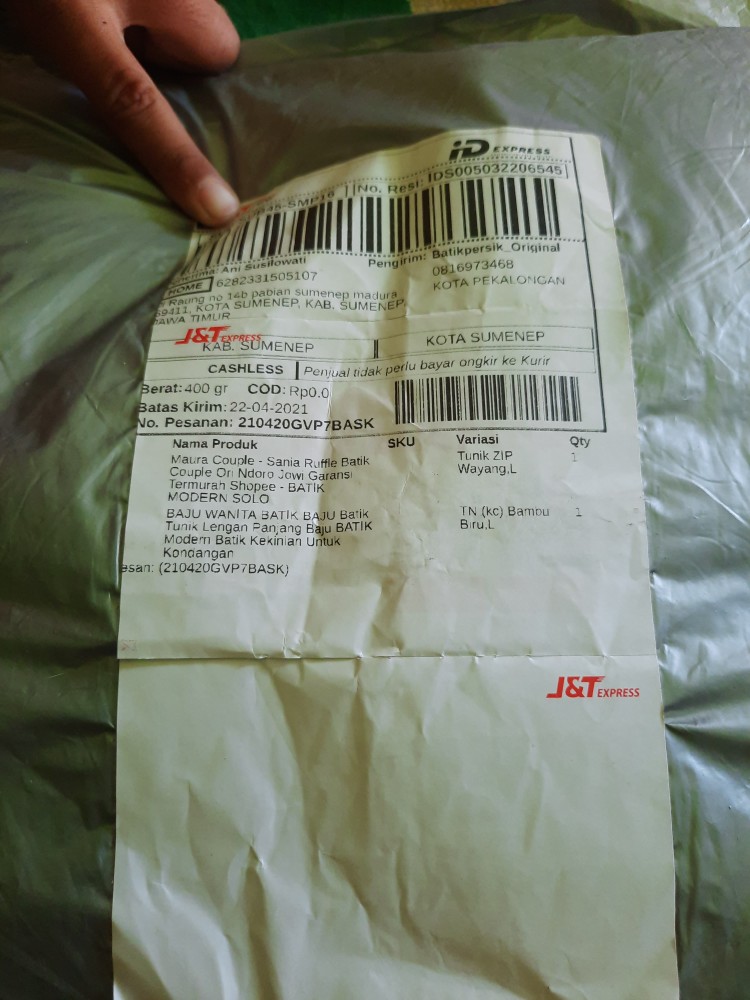 iD EXPRESS
45-SMP16 No. Resi: IDS005032206545
Ani Susilowati Pengirim: Batikpersik_Original
HOME 6282331505107 0816973468
Raung no 14b pabian sumenep madura KOTA PEKALONGAN
69411, KOTA SUMENEP, KAB. SUMENEP,
JAWA TIMUR
J&T EXPRESS
KAB. SUMENEP KOTA SUMENEP
CASHLESS Penjual tidak perlu bayar ongkir ke Kurir
Berat: 400 gr COD: Rp0.0
Batas Kirim: 22-04-2021
No. Pesanan: 210420GVP7BASK
Nama Produk SKU Variasi Qty
Maura Couple - Sania Ruffle Batik Tunik ZIP 1
Couple Ori Ndoro Jowi Garansi Wayang,L
Termurah Shopee - BATIK
MODERN SOLO
BAJU WANITA BATIK BAJU Batik TN (kc) Bambu 1
Tunik Lengan Panjang Baju BATIK Biru,L
Modern Batik Kekinian Untuk
Kondangan
esan: (210420GVP7BASK)
J&T EXPRESS